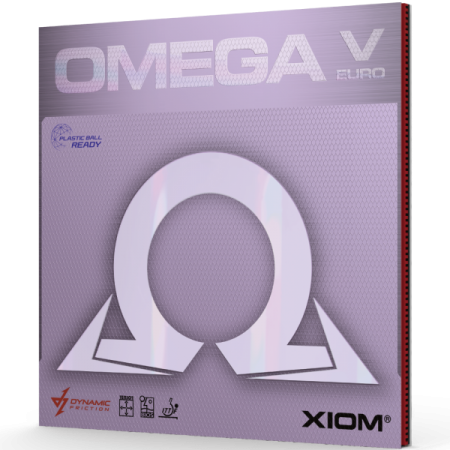 OMEGA V
EURO
PLASTIC BALL
READY
DYNAMIC
FRICTION
XIOM®